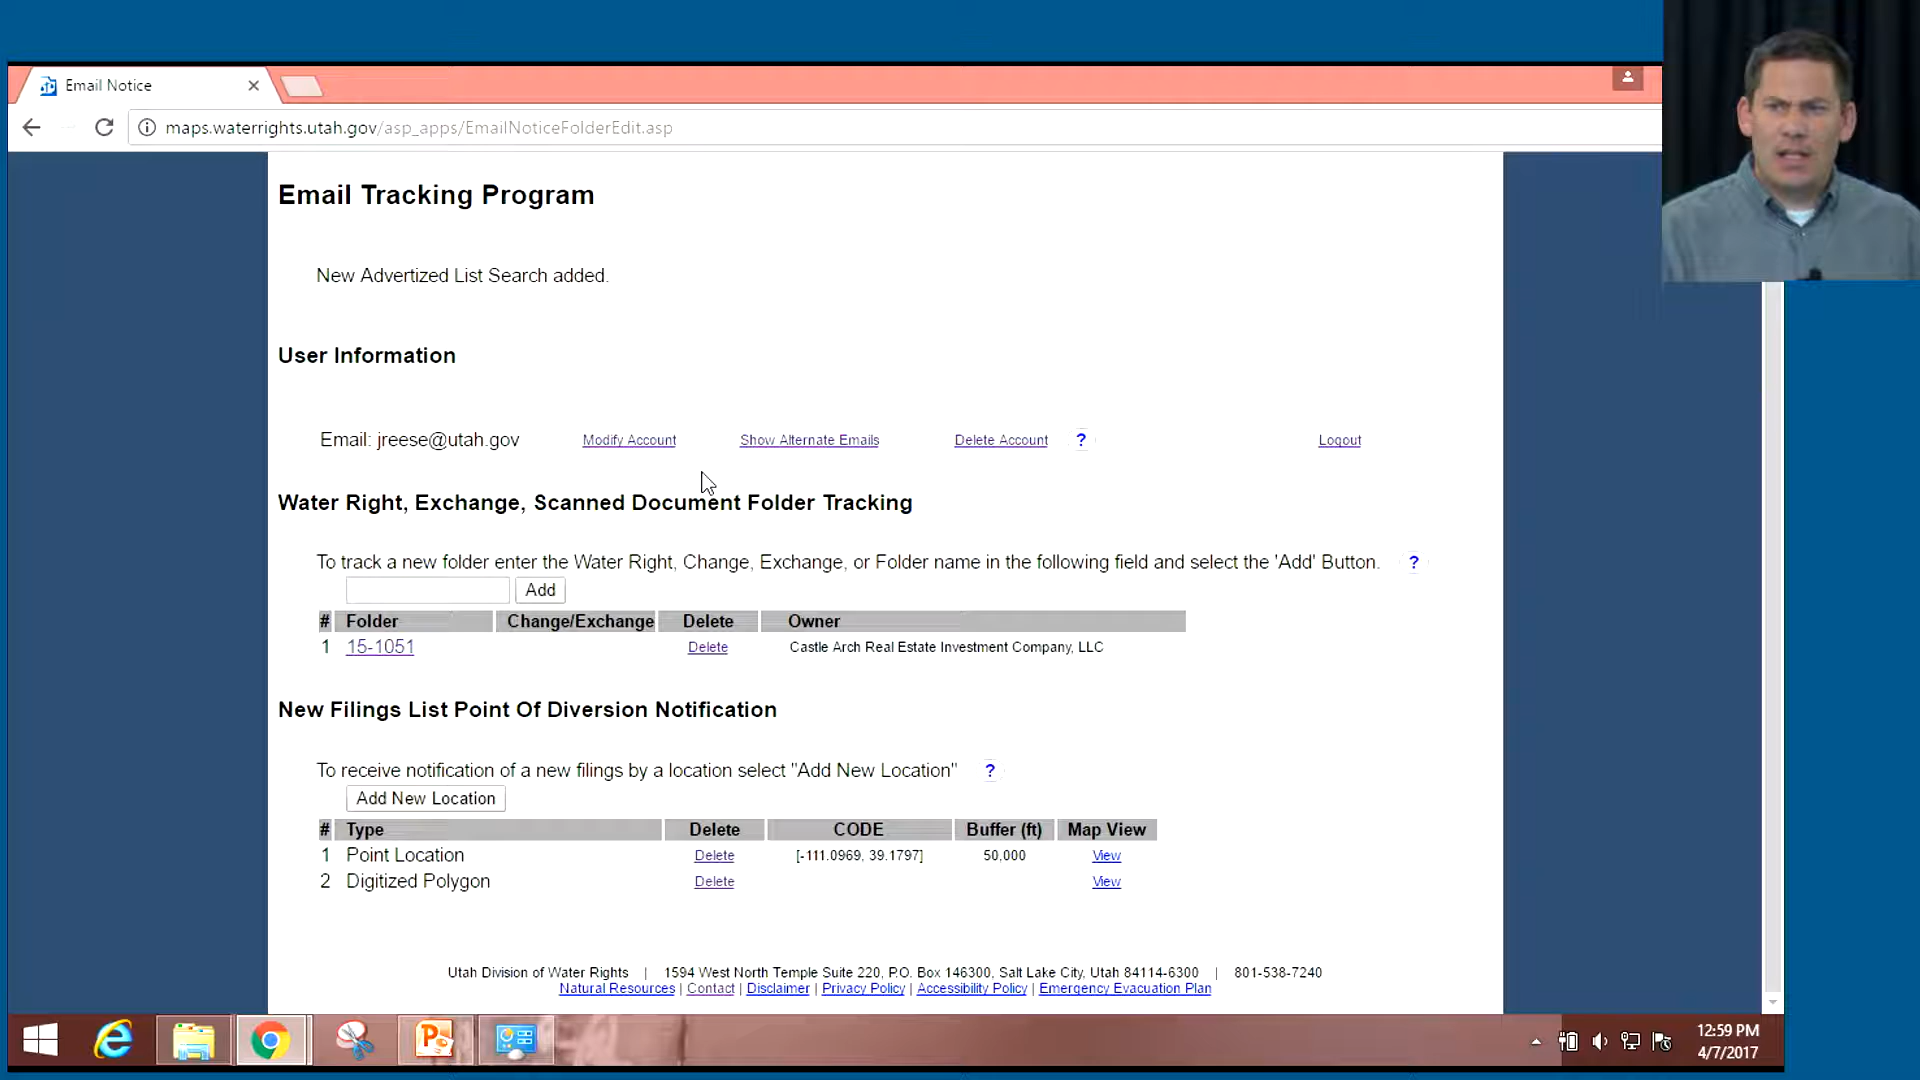 Email Notice
maps.waterrights.utah.gov/asp_apps/EmailNoticeFolderEdit.asp
Email Tracking Program
New Advertized List Search added.
User Information
Email: jreese@utah.gov Modify Account Show Alternate Emails Delete Account ? Logout
Water Right, Exchange, Scanned Document Folder Tracking
To track a new folder enter the Water Right, Change, Exchange, or Folder name in the following field and select the 'Add' Button. ?
Add
# Folder Change/Exchange Delete Owner
1 15-1051 Delete Castle Arch Real Estate Investment Company, LLC
New Filings List Point Of Diversion Notification
To receive notification of a new filings by a location select "Add New Location" ?
Add New Location
# Type Delete CODE Buffer (ft) Map View
1 Point Location Delete [-111.0969, 39.1797] 50,000 View
2 Digitized Polygon Delete View
Utah Division of Water Rights | 1594 West North Temple Suite 220, P.O. Box 146300, Salt Lake City, Utah 84114-6300 | 801-538-7240
Natural Resources | Contact | Disclaimer | Privacy Policy | Accessibility Policy | Emergency Evacuation Plan
12:59 PM
4/7/2017